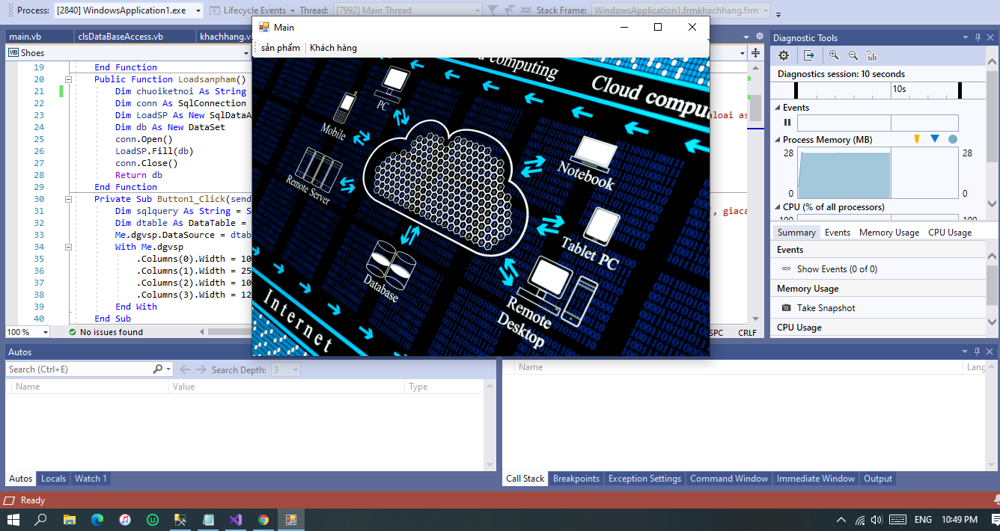 Process: [2840] WindowsApplication1.exe Lifecycle Events Thread: [7992] Main Thread Stack Frame: WindowsApplication1.frmkhachhang.frm
Main
main.vb clsDataBaseAccess.vb khachhang.v
Diagnostic Tools
sản phẩm Khách hàng
VB Shoes
Diagnostics session: 10 seconds
10s
Events
Process Memory (MB)
28 28
0 0
CPU (% of all processors)
100 100
Summary Events Memory Usage CPU Usage
Events
Show Events (0 of 0)
Memory Usage
Take Snapshot
CPU Usage
19 End Function
20 Public Function Loadsanpham()
21 Dim chuoiketnoi As String
22 Dim conn As SqlConnection
23 Dim LoadSP As New SqlDataA
aloai as
24 Dim db As New DataSet
25 conn.Open()
26 LoadSP.Fill(db)
27 conn.Close()
28 Return db
29 End Function
30 Private Sub Button1_Click(send
31 Dim sqlquery As String = S
, giaca
32 Dim dtable As DataTable =
33 Me.dgvsp.DataSource = dtab
34 With Me.dgvsp
35 .Columns(0).Width = 10
36 .Columns(1).Width = 25
37 .Columns(2).Width = 10
38 .Columns(3).Width = 12
39 End With
40 End Sub
Cloud computing
Cloud compu
PC
Mobile
Remote Server
Notebook
Tablet PC
Database
Remote
Desktop
Internet
100 % No issues found SPC CRLF
Autos
Search (Ctrl+E) Search Depth: 3
Name Value Type
Name Lang
Autos Locals Watch 1
Call Stack Breakpoints Exception Settings Command Window Immediate Window Output
Ready
ENG 10:49 PM